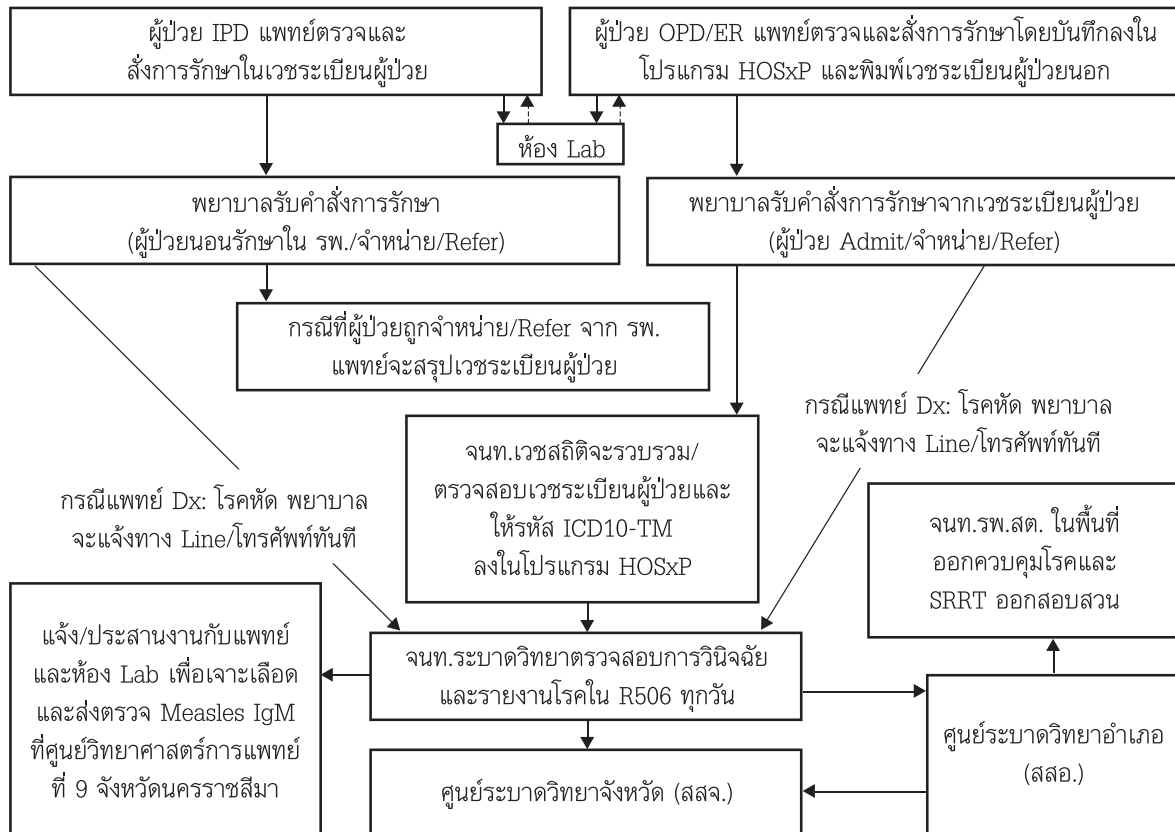 ผู้ป่วย IPD แพทย์ตรวจและ
สั่งการรักษาในเวชระเบียนผู้ป่วย
ผู้ป่วย OPD/ER แพทย์ตรวจและสั่งการรักษาโดยบันทึกลงใน
โปรแกรม HOSxP และพิมพ์เวชระเบียนผู้ป่วยนอก
ห้อง Lab
พยาบาลรับคำสั่งการรักษา
(ผู้ป่วยนอนรักษาใน รพ./จำหน่าย/Refer)
พยาบาลรับคำสั่งการรักษาจากเวชระเบียนผู้ป่วย
(ผู้ป่วย Admit/จำหน่าย/Refer)
กรณีที่ผู้ป่วยถูกจำหน่าย/Refer จาก รพ.
แพทย์จะสรุปเวชระเบียนผู้ป่วย
กรณีแพทย์ Dx: โรคหัด พยาบาล
จะแจ้งทาง Line/โทรศัพท์ทันที
จนท.เวชสถิติจะรวบรวม/
ตรวจสอบเวชระเบียนผู้ป่วยและ
ให้รหัส ICD10-TM
ลงในโปรแกรม HOSxP
กรณีแพทย์ Dx: โรคหัด พยาบาล
จะแจ้งทาง Line/โทรศัพท์ทันที
จนท.รพ.สต. ในพื้นที่
ออกควบคุมโรคและ
SRRT ออกสอบสวน
แจ้ง/ประสานงานกับแพทย์
และห้อง Lab เพื่อเจาะเลือด
และส่งตรวจ Measles IgM
ที่ศูนย์วิทยาศาสตร์การแพทย์
ที่ 9 จังหวัดนครราชสีมา
จนท.ระบาดวิทยาตรวจสอบการวินิจฉัย
และรายงานโรคใน R506 ทุกวัน
ศูนย์ระบาดวิทยาอำเภอ
(สสอ.)
ศูนย์ระบาดวิทยาจังหวัด (สสจ.)